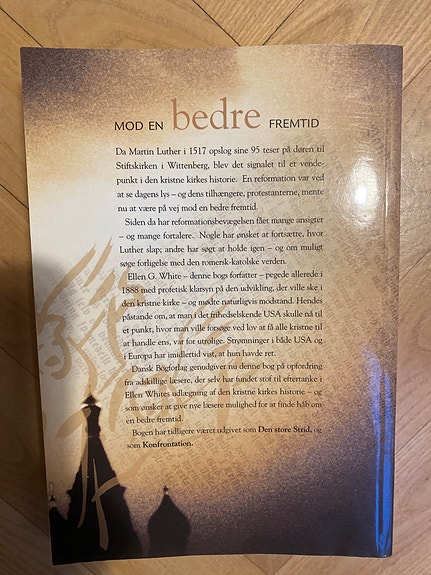 MOD EN bedre FREMTID
Da Martin Luther i 1517 opslog sine 95 teser på døren til
Stiftskirken i Wittenberg, blev det signalet til et vende-
punkt i den kristne kirkes historie. En reformation var ved
at se dagens lys – og dens tilhængere, protestanterne, mente
nu at være på vej mod en bedre fremtid.
Siden da har reformationsbevægelsen fået mange ansigter
– og mange fortalere. Nogle har ønsket at fortsætte, hvor
Luther slap; andre har søgt at holde igen – og om muligt
søge forligelse med den romersk-katolske verden.
Ellen G. White – denne bogs forfatter – pegede allerede i
1888 med profetisk klarsyn på den udvikling, der ville ske i
den kristne kirke – og mødte naturligvis modstand. Hendes
påstande om, at man i det frihedselskende USA skulle nå til
et punkt, hvor man ville forsøge ved lov at få alle kristne til
at handle ens, var for utrolige. Strømninger i både USA og
i Europa har imidlertid vist, at hun havde ret.
Dansk Bogforlag genudgiver nu denne bog på opfordring
fra adskillige læsere, der selv har fundet stof til eftertanke i
Ellen Whites udlægning af den kristne kirkes historie – og
som ønsker at give nye læsere mulighed for at finde håb om
en bedre fremtid.
Bogen har tidligere været udgivet som Den store Strid, og
som Konfrontation.